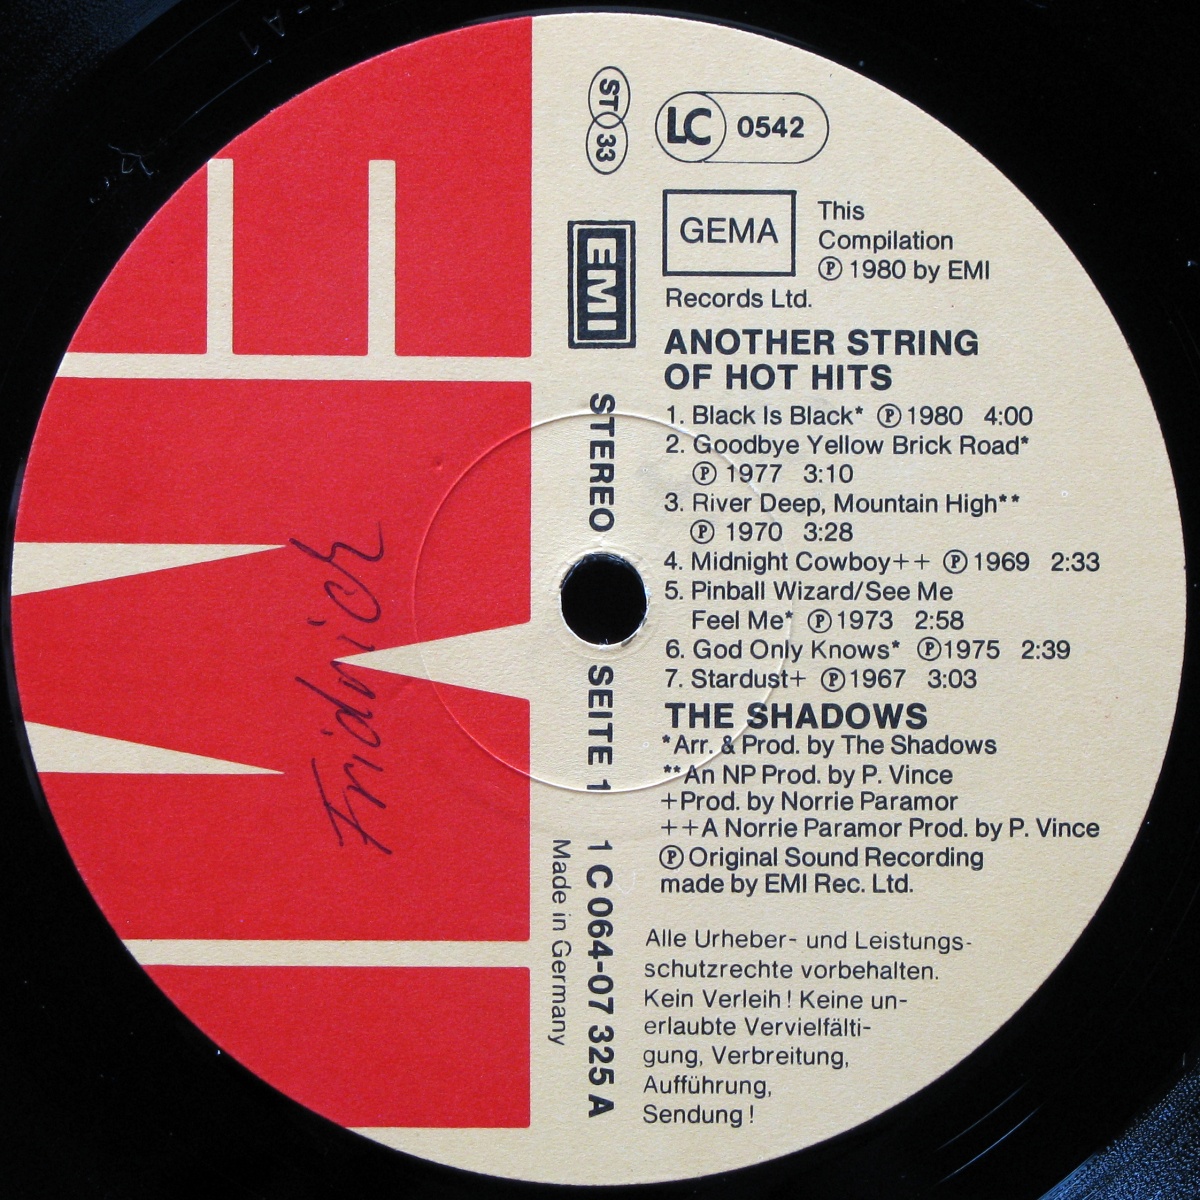 ST 33
LC 0542
GEMA
This
Compilation
Ⓟ 1980 by EMI
Records Ltd.
EMI
ANOTHER STRING
OF HOT HITS
1. Black Is Black* Ⓟ 1980 4:00
2. Goodbye Yellow Brick Road*
Ⓟ 1977 3:10
3. River Deep, Mountain High**
Ⓟ 1970 3:28
4. Midnight Cowboy++ Ⓟ 1969 2:33
5. Pinball Wizard/See Me
Feel Me* Ⓟ 1973 2:58
6. God Only Knows* Ⓟ 1975 2:39
7. Stardust+ Ⓟ 1967 3:03
THE SHADOWS
*Arr. & Prod. by The Shadows
**An NP Prod. by P. Vince
+Prod. by Norrie Paramor
++A Norrie Paramor Prod. by P. Vince
Ⓟ Original Sound Recording
made by EMI Rec. Ltd.
Alle Urheber- und Leistungs-
schutzrechte vorbehalten.
Kein Verleih! Keine un-
erlaubte Vervielfälti-
gung, Verbreitung,
Aufführung,
Sendung!
STEREO SEITE 1 1 C 064-07 325 A
Made in Germany
EMI